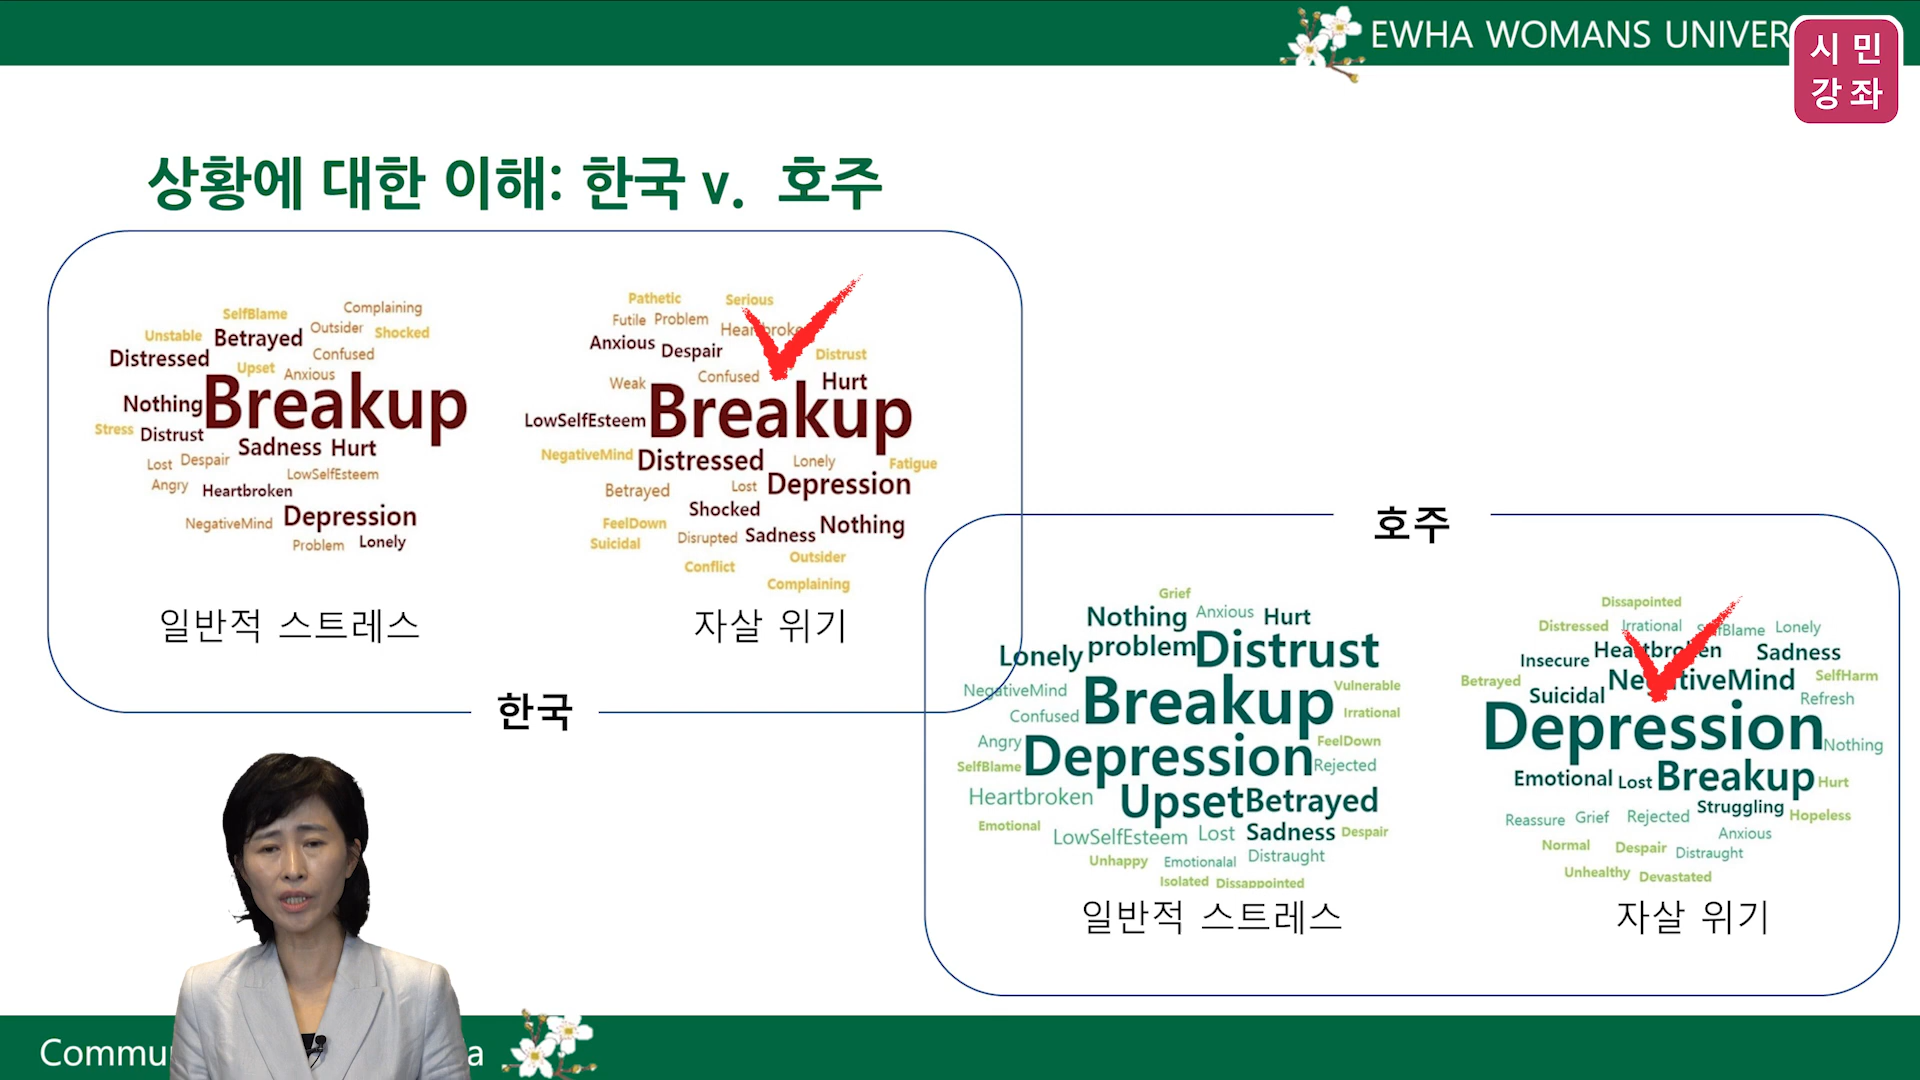 EWHA WOMANS UNIVER
시민
강좌
상황에 대한 이해: 한국 v. 호주
SelfBlame Complaining
Unstable Betrayed Outsider Shocked
Distressed Confused
Upset Anxious
Nothing Breakup
Stress Distrust
Sadness Hurt
Lost Despair LowSelfEsteem
Angry Heartbroken
NegativeMind Depression
Problem Lonely
일반적 스트레스
Pathetic Serious
Futile Problem
Anxious Despair Distrust
Weak Confused Hurt
LowSelfEsteem Breakup
NegativeMind Distressed Lonely Fatigue
Betrayed Lost Depression
Shocked
FeelDown Disrupted Sadness Nothing
Suicidal Outsider
Conflict
Complaining
자살 위기
한국
호주
Grief
Nothing Anxious Hurt
Lonely problem Distrust
NegativeMind Breakup Vulnerable
Confused Irrational
Angry Depression FeelDown
SelfBlame Rejected
Heartbroken Upset Betrayed
Emotional LowSelfEsteem Lost Sadness Despair
Unhappy Emotionalal Distraught
Isolated Dissappointed
일반적 스트레스
Dissapointed
Distressed Irrational Lonely
Insecure Sadness
Betrayed Suicidal SelfHarm
Refresh
Depression Nothing
Emotional Lost Breakup Hurt
Struggling
Reassure Grief Rejected Hopeless
Anxious
Normal Despair Distraught
Unhealthy Devastated
자살 위기